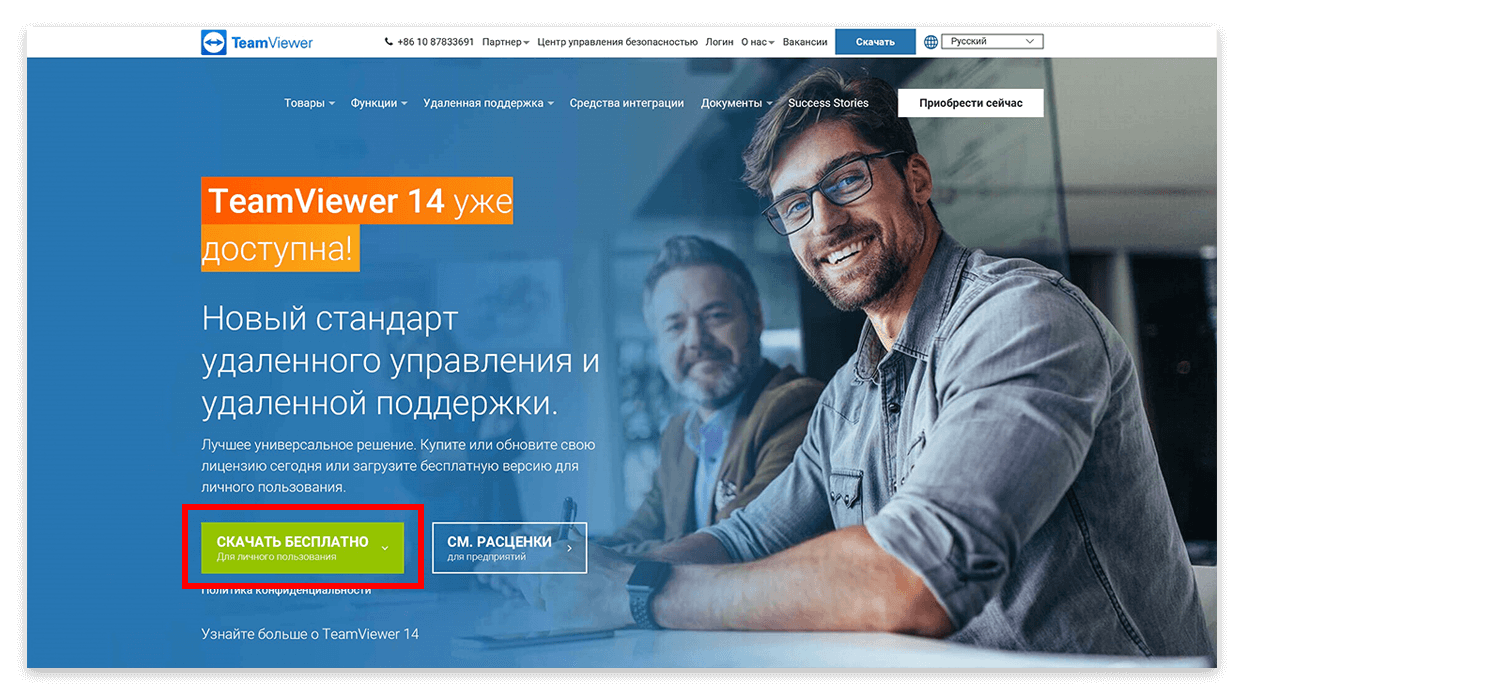 TeamViewer
+86 10 87833691 Партнер Центр управления безопасностью Логин О нас Вакансии Скачать Русский
Товары Функции Удаленная поддержка Средства интеграции Документы Success Stories Приобрести сейчас
TeamViewer 14 уже
доступна!
Новый стандарт
удаленного управления и
удаленной поддержки.
Лучшее универсальное решение. Купите или обновите свою
лицензию сегодня или загрузите бесплатную версию для
личного пользования.
СКАЧАТЬ БЕСПЛАТНО
Для личного пользования
СМ. РАСЦЕНКИ
для предприятий
Политика конфиденциальности
Узнайте больше о TeamViewer 14